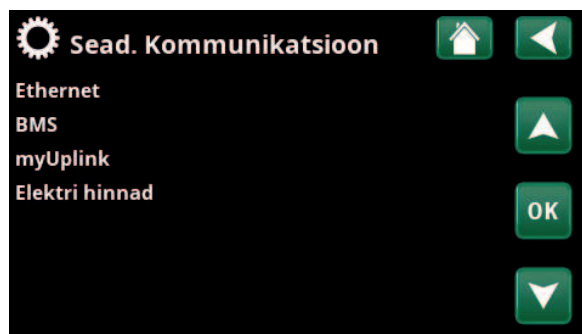 Sead. Kommunikatsioon
Ethernet
BMS
myUplink
Elektri hinnad
OK